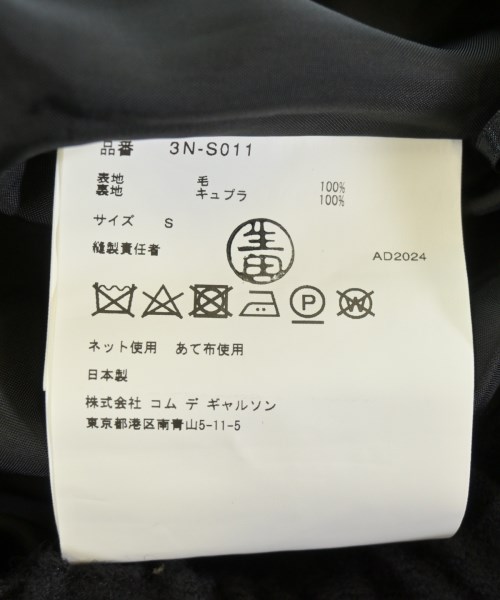 品番 3N-S011
表地 毛 100%
裏地 キュプラ 100%
サイズ S
縫製責任者 生田
AD2024
P
W
ネット使用 あて布使用
日本製
株式会社 コム デ ギャルソン
東京都港区南青山5-11-5